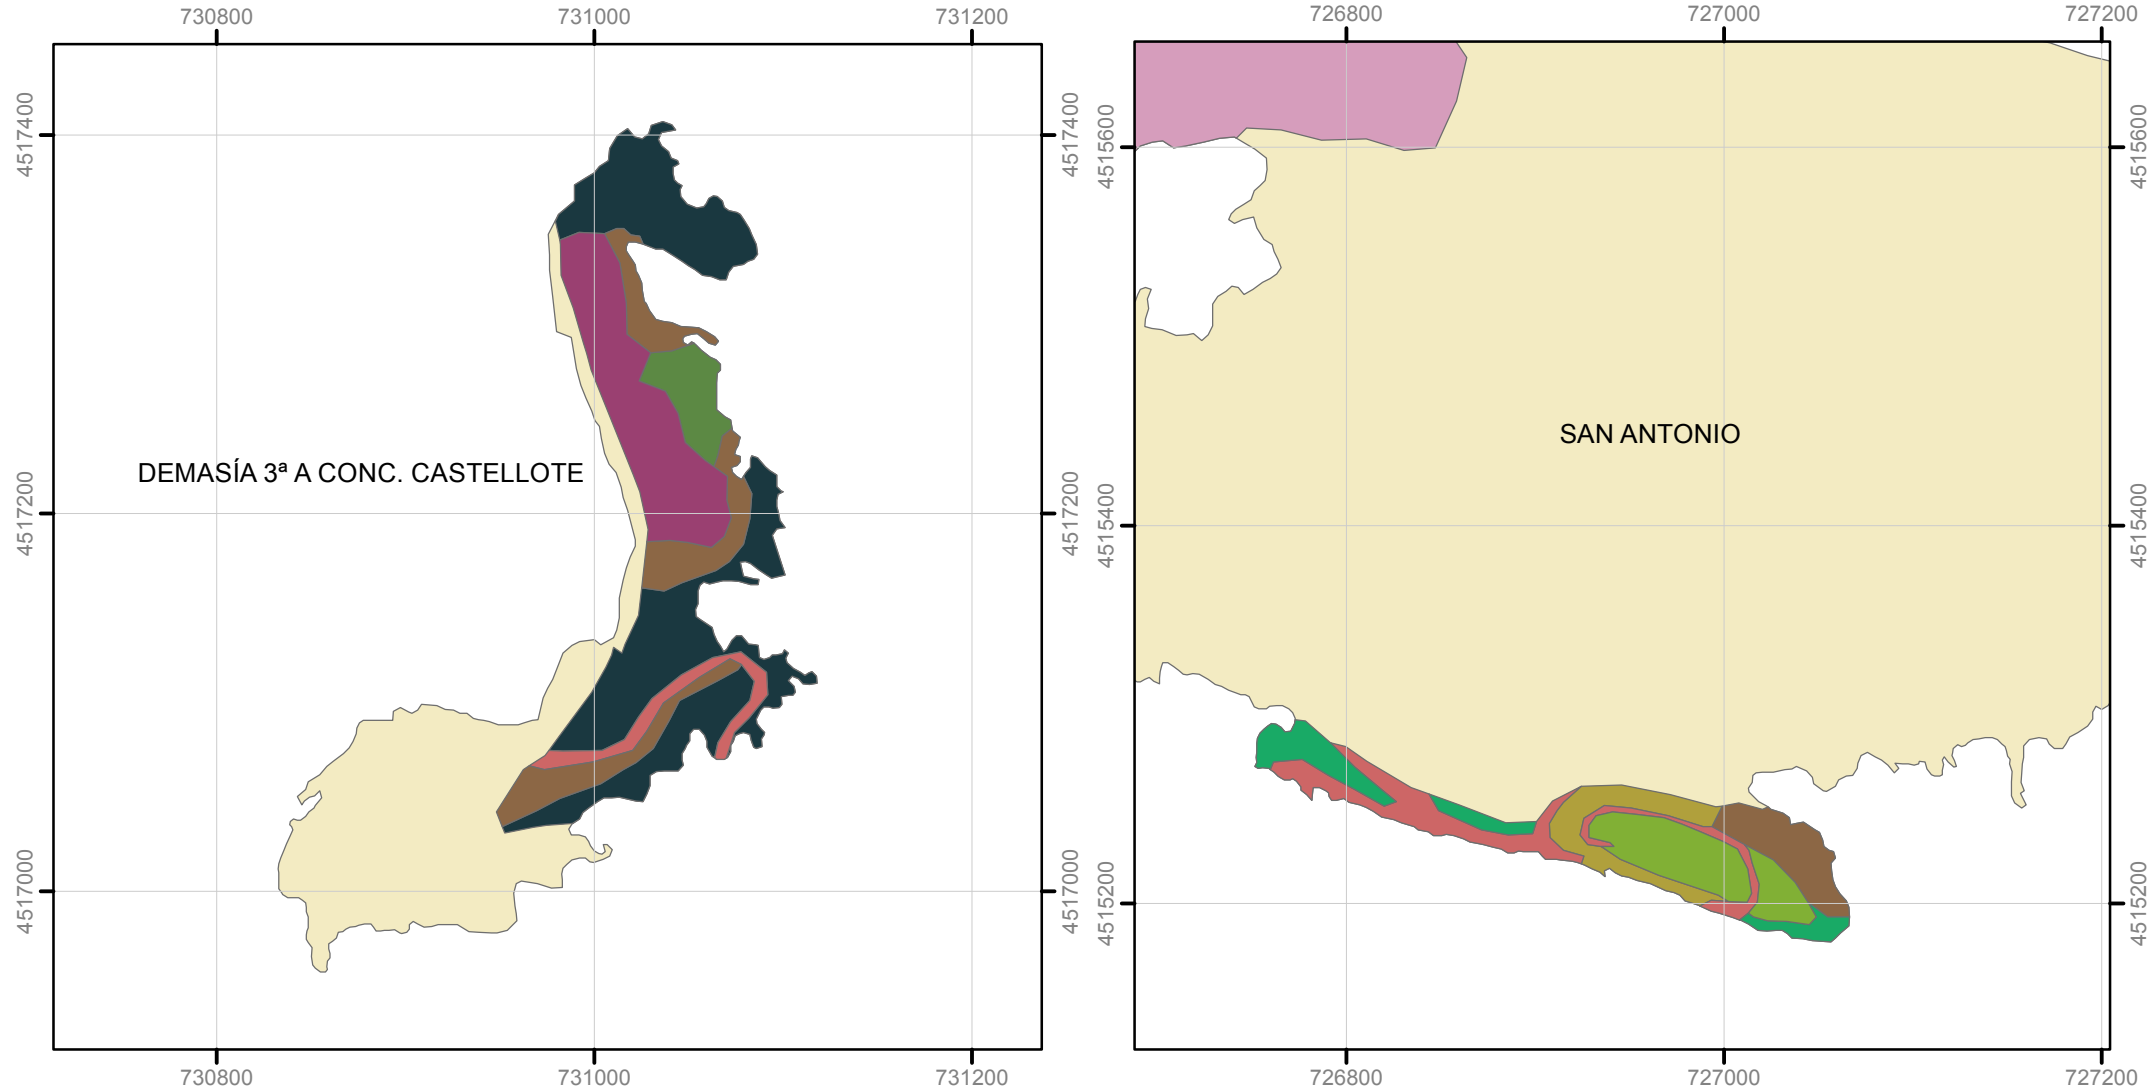 730800 731000 731200 726800 727000 727200
4517400 4517400 4515600 4515600
SAN ANTONIO
DEMASÍA 3ª A CONC. CASTELLOTE
4517200 4517200 4515400 4515400
4517000 4517000 4515200 4515200
730800 731000 731200 726800 727000 727200